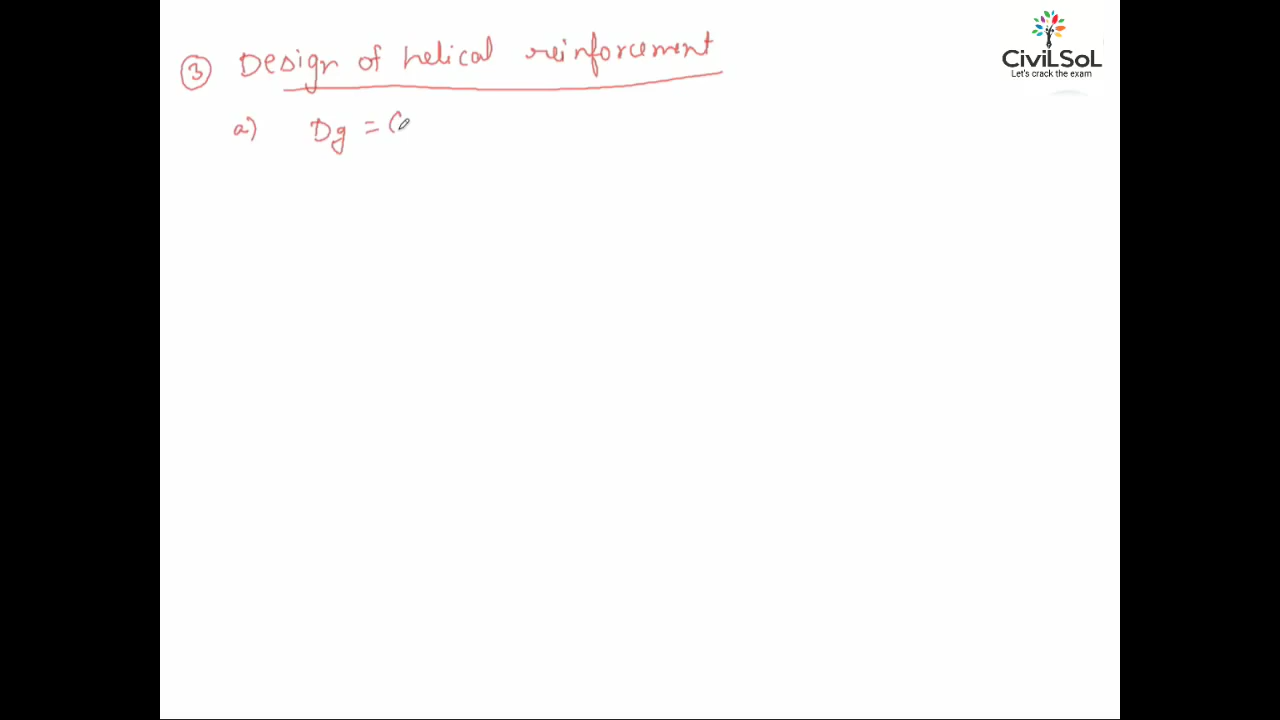 ③ Design of helical reinforcement
a) Dg = (
CiviLSoL
Let's crack the exam